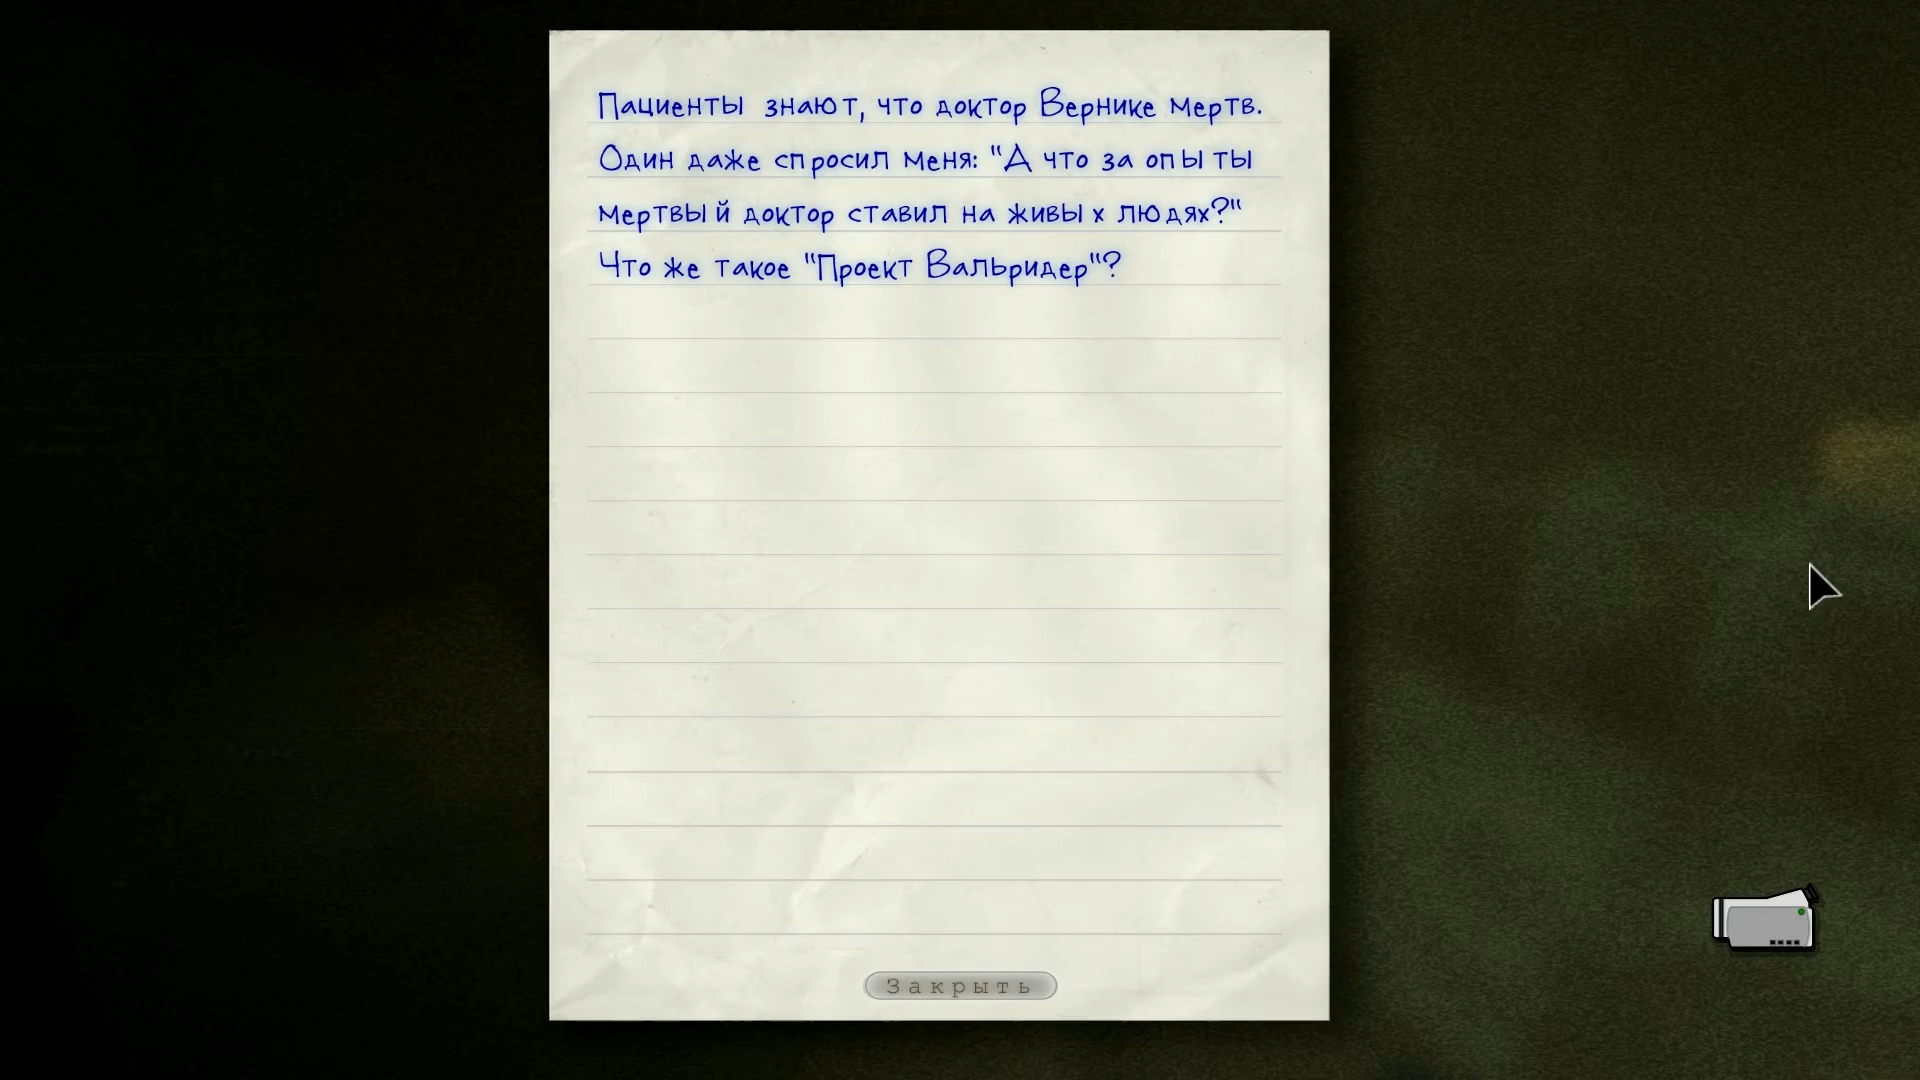 Пациенты знают, что доктор Вернике мертв.
Один даже спросил меня: "А что за опыты
мертвый доктор ставил на живых людях?"
Что же такое "Проект Вальридер"?
Закрыть